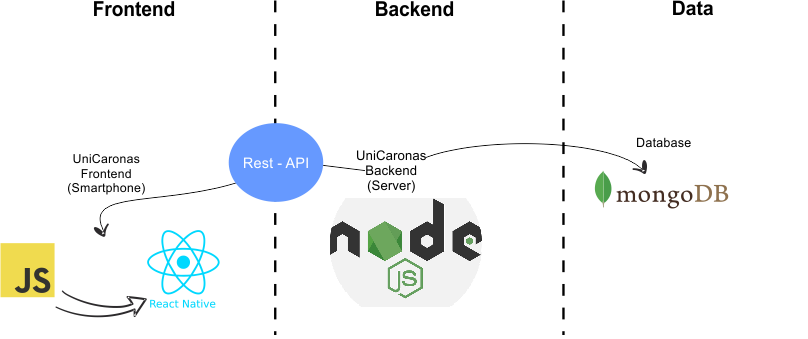 Frontend
Backend
Data
UniCaronas
Frontend
(Smartphone)
Rest - API
UniCaronas
Backend
(Server)
Database
mongoDB
node
JS
JS
React Native